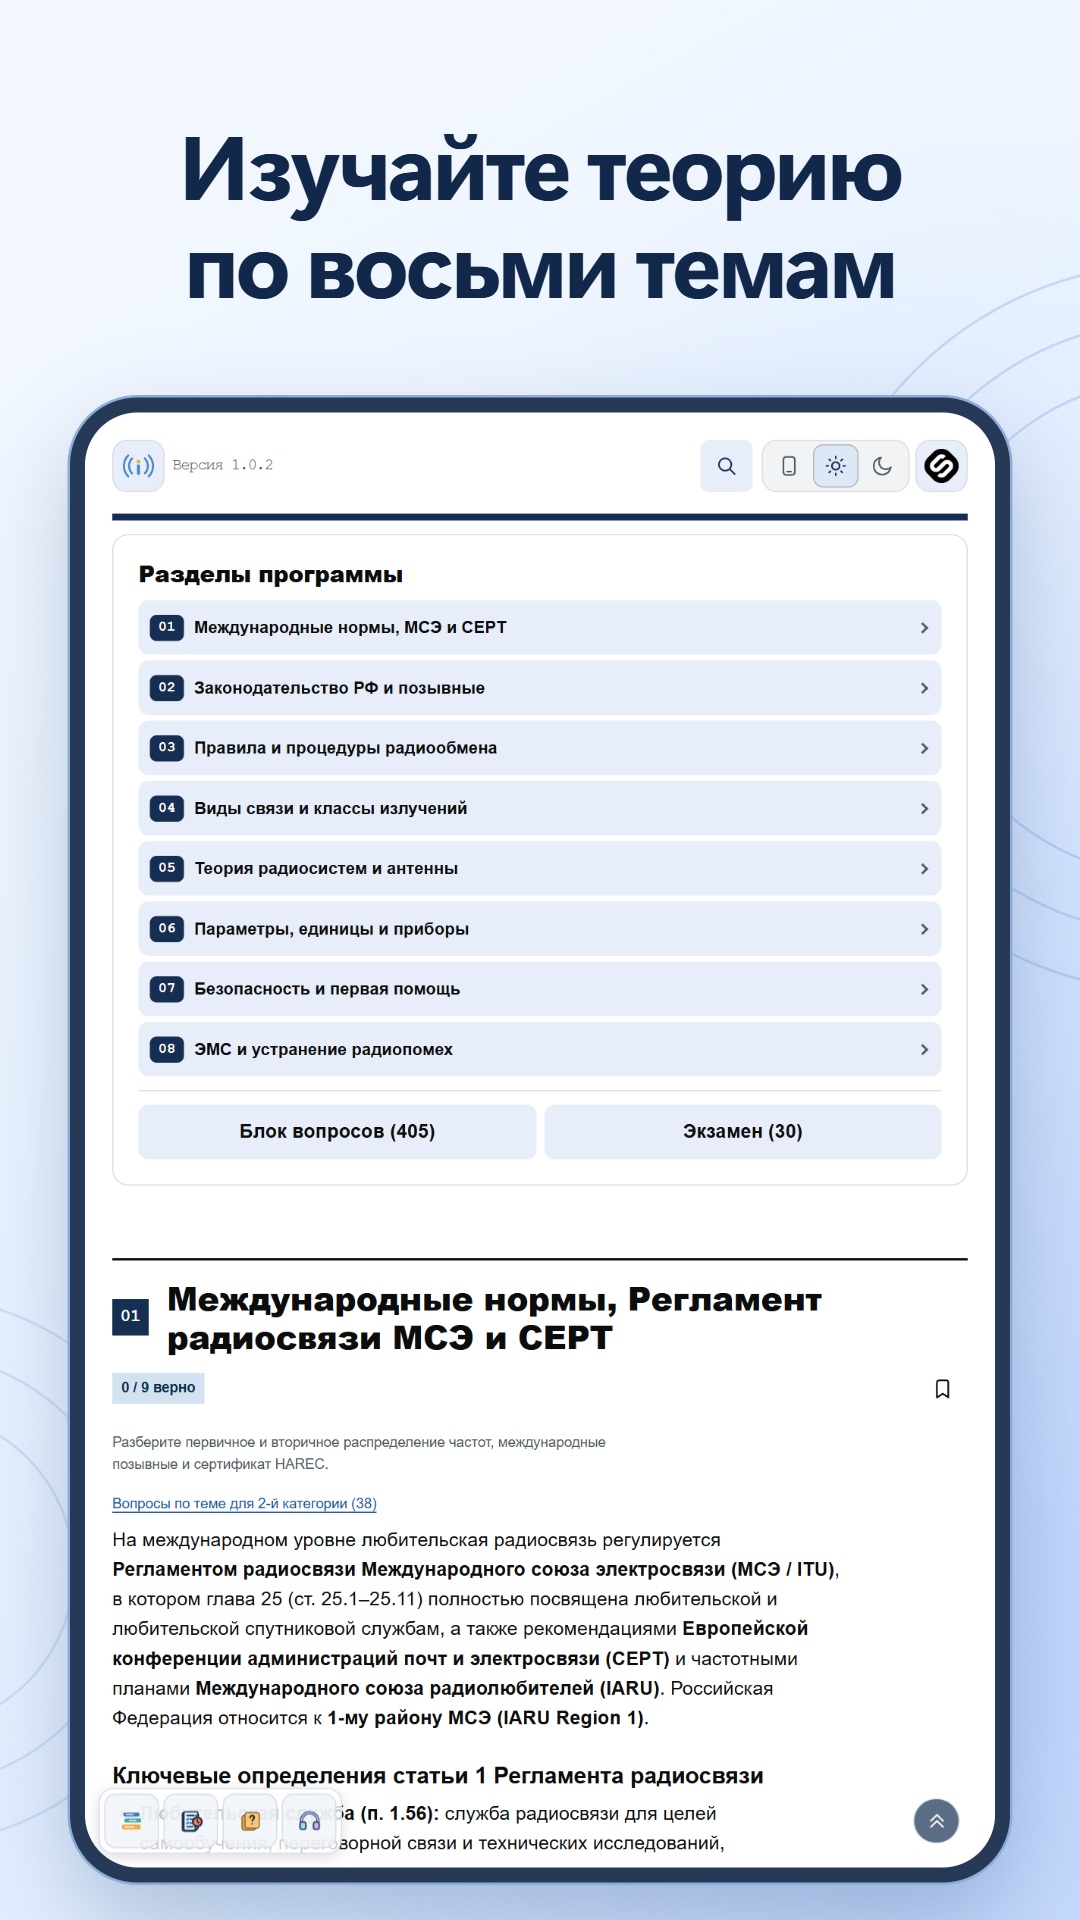 Изучайте теорию
по восьми темам
Версия 1.0.2
Разделы программы
01 Международные нормы, МСЭ и CEPT
02 Законодательство РФ и позывные
03 Правила и процедуры радиообмена
04 Виды связи и классы излучений
05 Теория радиосистем и антенны
06 Параметры, единицы и приборы
07 Безопасность и первая помощь
08 ЭМС и устранение радиопомех
Блок вопросов (405) Экзамен (30)
01 Международные нормы, Регламент
радиосвязи МСЭ и CEPT
0 / 9 верно
Разберите первичное и вторичное распределение частот, международные
позывные и сертификат HAREC.
Вопросы по теме для 2-й категории (38)
На международном уровне любительская радиосвязь регулируется
Регламентом радиосвязи Международного союза электросвязи (МСЭ / ITU),
в котором глава 25 (ст. 25.1–25.11) полностью посвящена любительской и
любительской спутниковой службам, а также рекомендациями Европейской
конференции администраций почт и электросвязи (CEPT) и частотными
планами Международного союза радиолюбителей (IARU). Российская
Федерация относится к 1-му району МСЭ (IARU Region 1).
Ключевые определения статьи 1 Регламента радиосвязи
Любительская служба (п. 1.56): служба радиосвязи для целей
самообучения, переговорной связи и технических исследований,